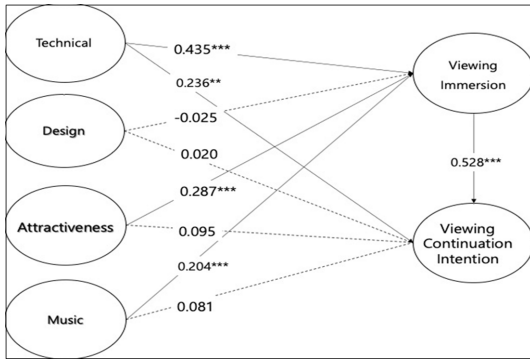 Technical
Design
Attractiveness
Music
0.435***
0.236**
-0.025
0.020
0.287***
0.095
0.204***
0.081
Viewing
Immersion
0.528***
Viewing
Continuation
Intention